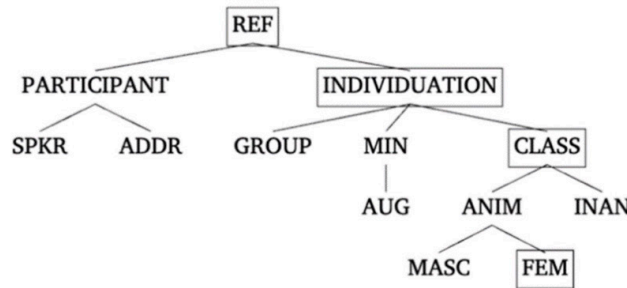 REF
PARTICIPANT INDIVIDUATION
SPKR ADDR GROUP MIN CLASS
AUG ANIM INAN
MASC FEM